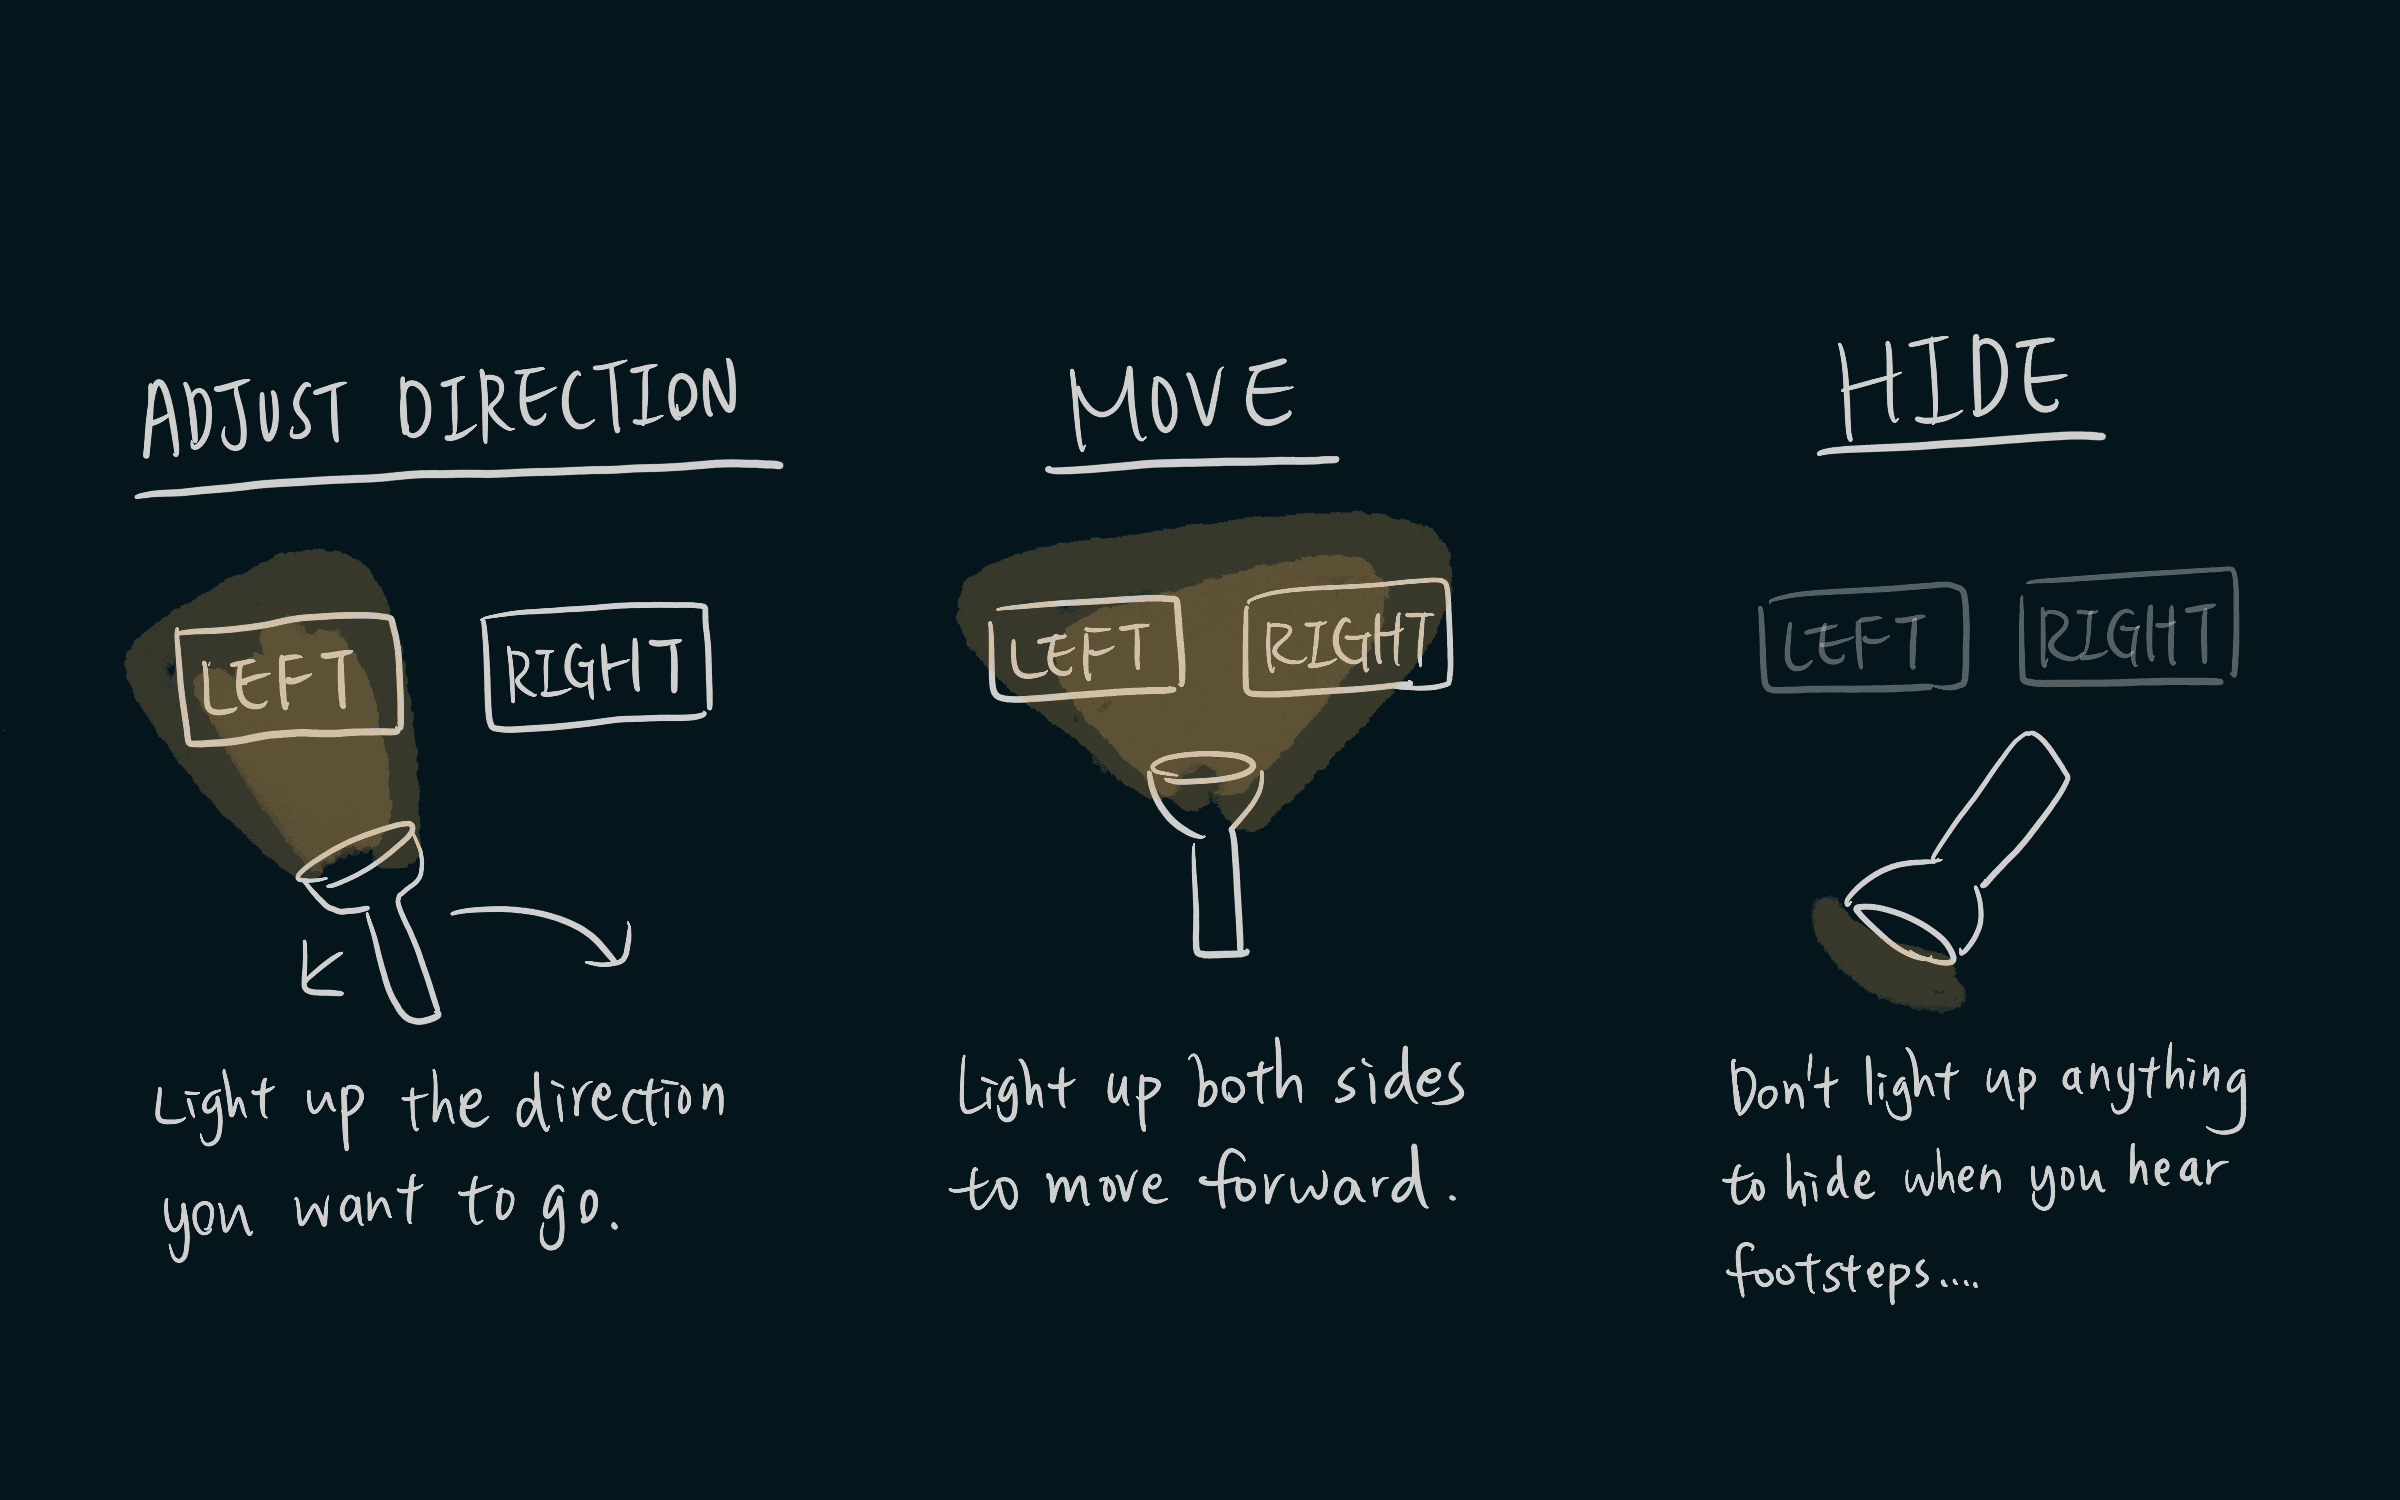 ADJUST DIRECTION
LEFT
RIGHT
Light up the direction
you want to go.
MOVE
LEFT
RIGHT
Light up both sides
to move forward.
HIDE
LEFT
RIGHT
Don't light up anything
to hide when you hear
footsteps....